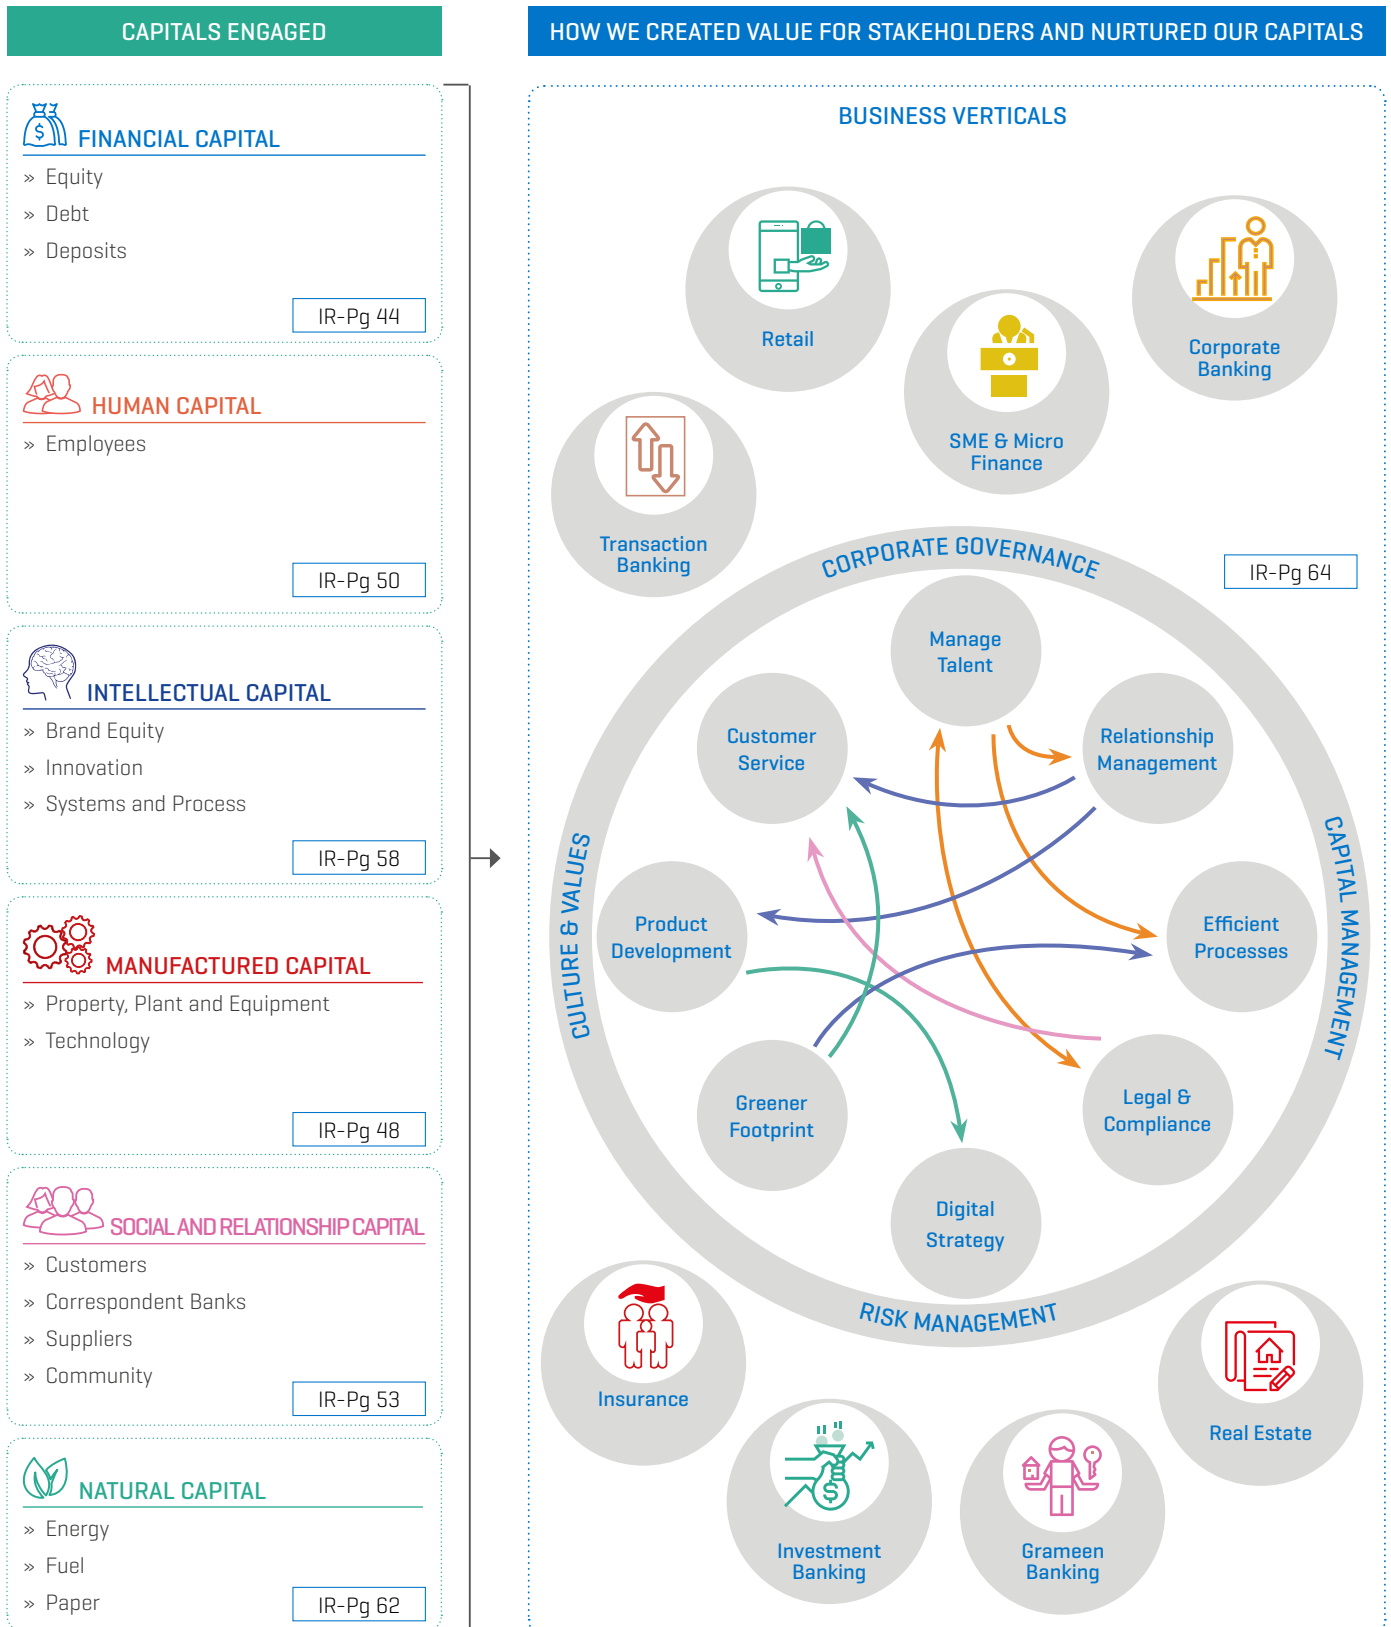 CAPITALS ENGAGED
FINANCIAL CAPITAL
» Equity
» Debt
» Deposits
IR-Pg 44
HUMAN CAPITAL
» Employees
IR-Pg 50
INTELLECTUAL CAPITAL
» Brand Equity
» Innovation
» Systems and Process
IR-Pg 58
MANUFACTURED CAPITAL
» Property, Plant and Equipment
» Technology
IR-Pg 48
SOCIAL AND RELATIONSHIP CAPITAL
» Customers
» Correspondent Banks
» Suppliers
» Community
IR-Pg 53
NATURAL CAPITAL
» Energy
» Fuel
» Paper
IR-Pg 62
HOW WE CREATED VALUE FOR STAKEHOLDERS AND NURTURED OUR CAPITALS
BUSINESS VERTICALS
Retail
Corporate
Banking
SME & Micro
Finance
Transaction
Banking
IR-Pg 64
CORPORATE GOVERNANCE
CAPITAL MANAGEMENT
RISK MANAGEMENT
CULTURE & VALUES
Manage
Talent
Customer
Service
Relationship
Management
Product
Development
Efficient
Processes
Greener
Footprint
Legal &
Compliance
Digital
Strategy
Insurance
Real Estate
Investment
Banking
Grameen
Banking